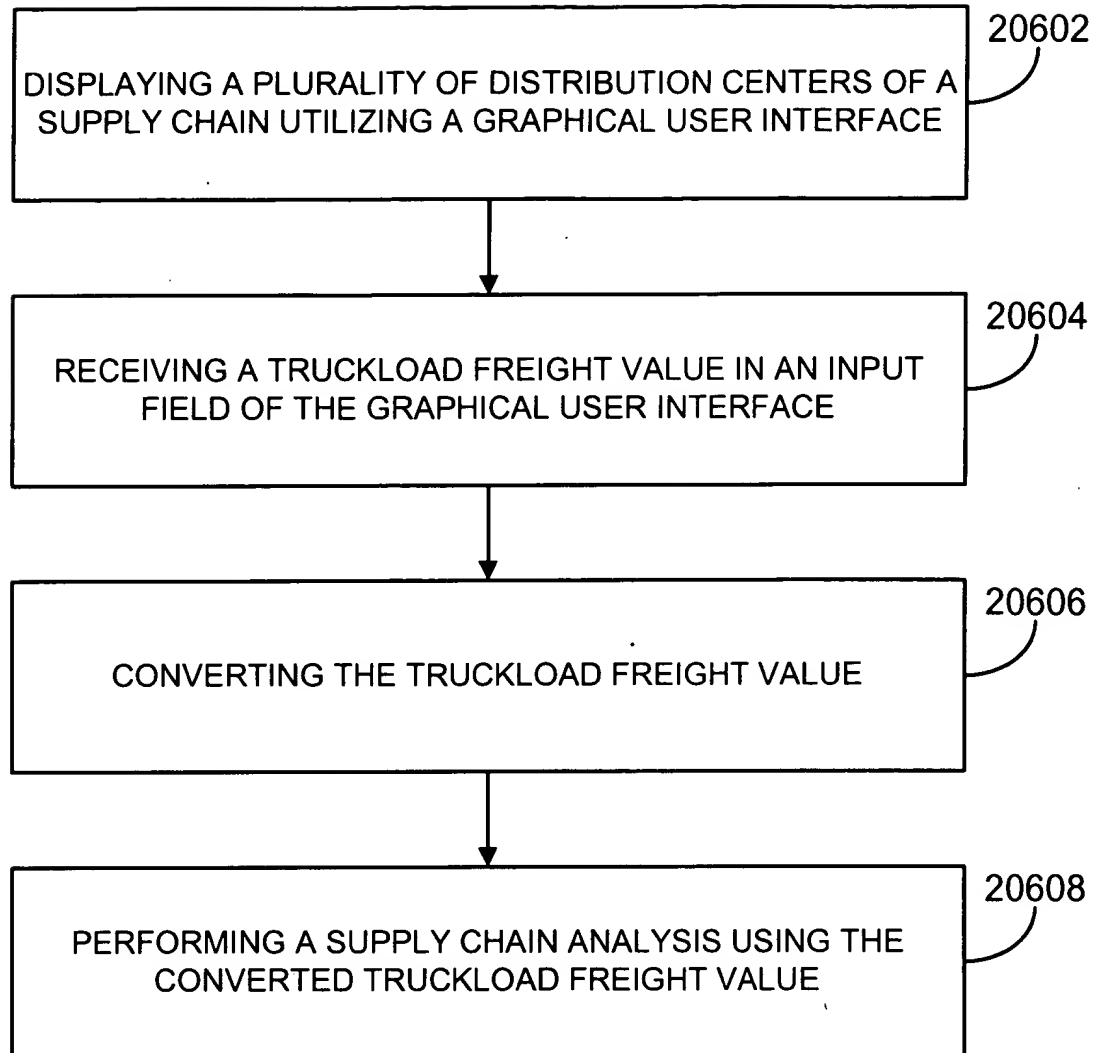 20602
DISPLAYING A PLURALITY OF DISTRIBUTION CENTERS OF A
SUPPLY CHAIN UTILIZING A GRAPHICAL USER INTERFACE
20604
RECEIVING A TRUCKLOAD FREIGHT VALUE IN AN INPUT
FIELD OF THE GRAPHICAL USER INTERFACE
20606
CONVERTING THE TRUCKLOAD FREIGHT VALUE
20608
PERFORMING A SUPPLY CHAIN ANALYSIS USING THE
CONVERTED TRUCKLOAD FREIGHT VALUE